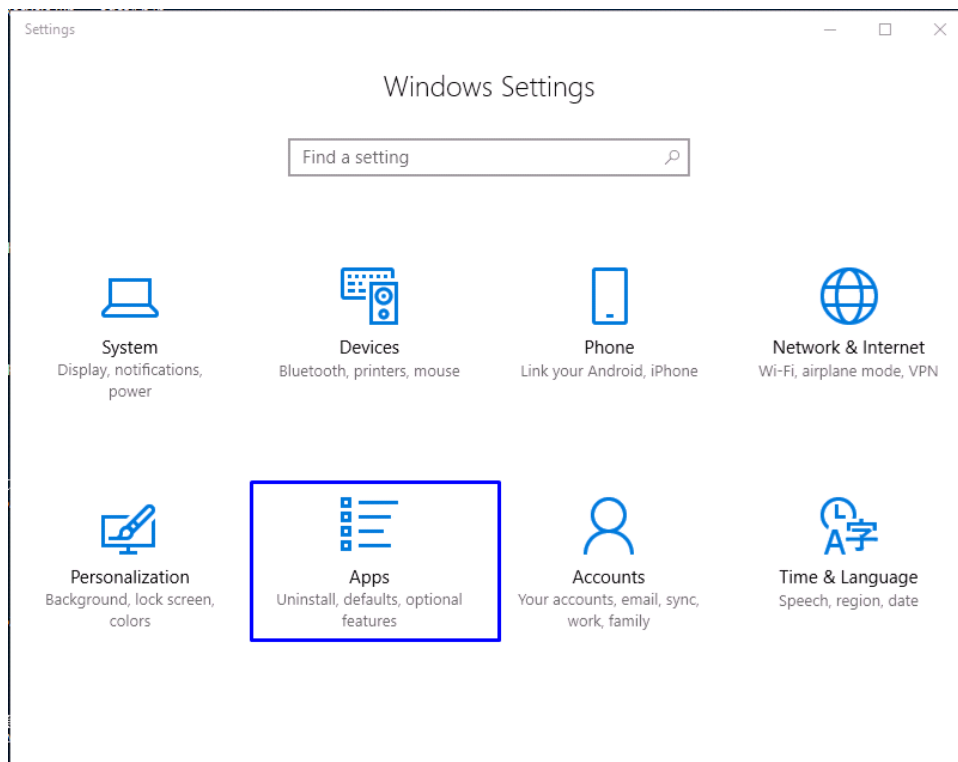 Settings
Windows Settings
Find a setting
System
Display, notifications,
power
Devices
Bluetooth, printers, mouse
Phone
Link your Android, iPhone
Network & Internet
Wi-Fi, airplane mode, VPN
Personalization
Background, lock screen,
colors
Apps
Uninstall, defaults, optional
features
Accounts
Your accounts, email, sync,
work, family
A字
Time & Language
Speech, region, date